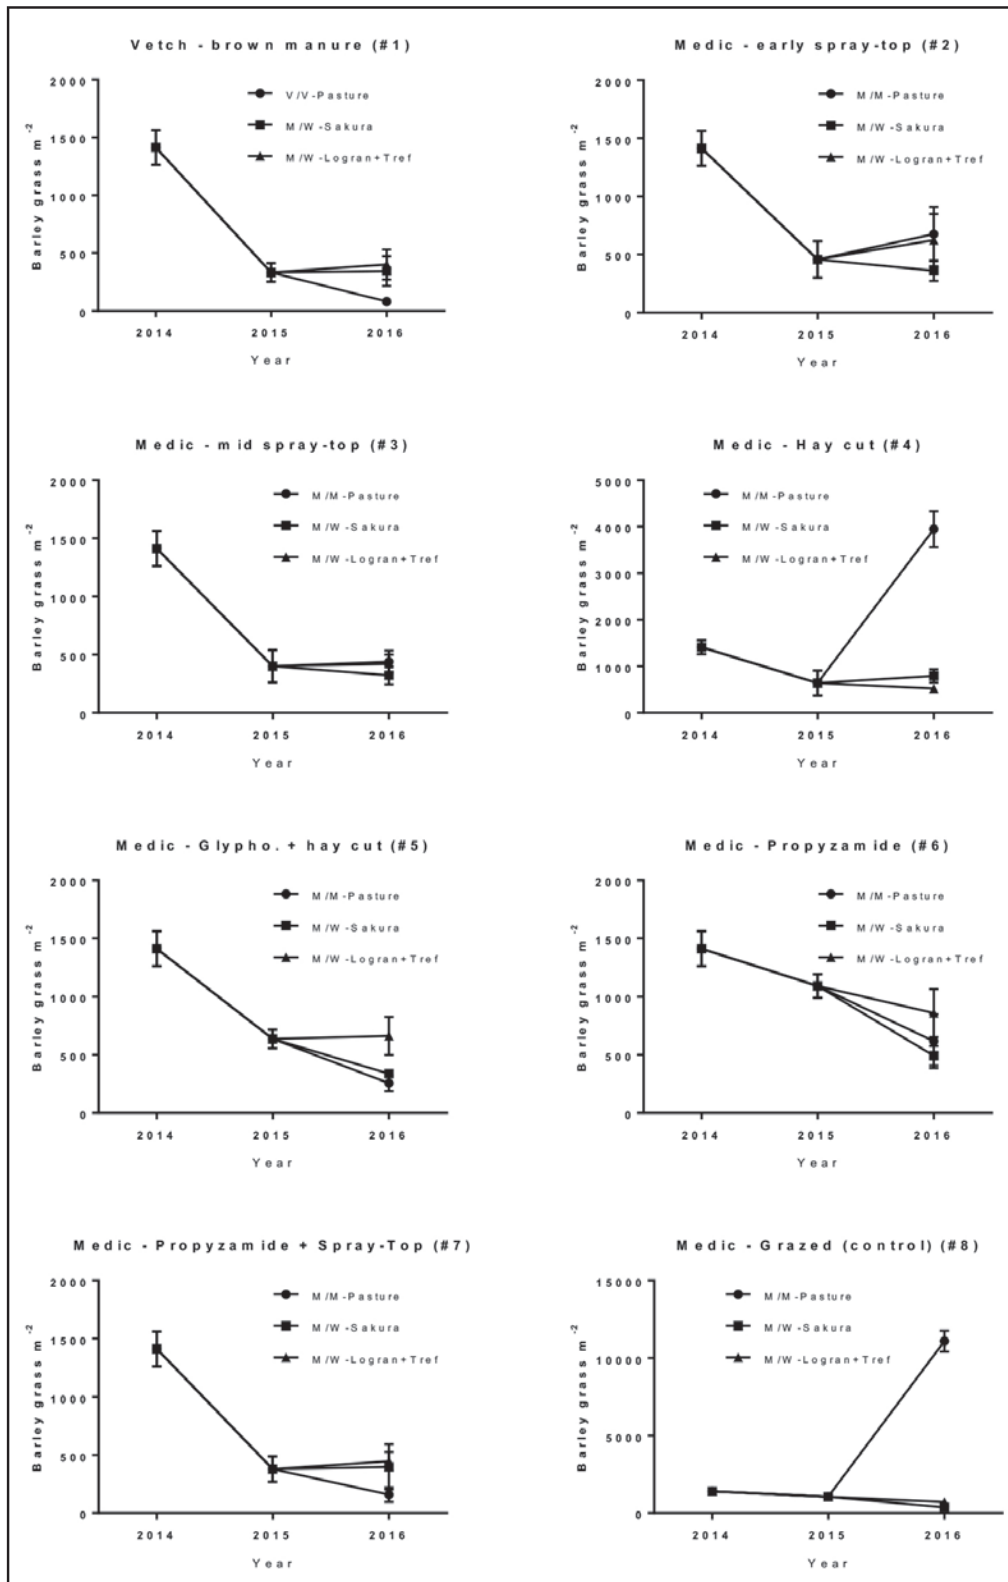 Vetch - brown manure (#1)
2000
1500
1000
500
0
Barley grass m-2
V/V-Pasture
M/W-Sakura
M/W-Logran+Tref
2014 2015 2016
Year
Medic - early spray-top (#2)
2000
1500
1000
500
0
Barley grass m-2
M/M-Pasture
M/W-Sakura
M/W-Logran+Tref
2014 2015 2016
Year
Medic - mid spray-top (#3)
2000
1500
1000
500
0
Barley grass m-2
M/M-Pasture
M/W-Sakura
M/W-Logran+Tref
2014 2015 2016
Year
Medic - Hay cut (#4)
5000
4000
3000
2000
1000
0
Barley grass m-2
M/M-Pasture
M/W-Sakura
M/W-Logran+Tref
2014 2015 2016
Year
Medic - Glypho. + hay cut (#5)
2000
1500
1000
500
0
Barley grass m-2
M/M-Pasture
M/W-Sakura
M/W-Logran+Tref
2014 2015 2016
Year
Medic - Propyzamide (#6)
2000
1500
1000
500
0
Barley grass m-2
M/M-Pasture
M/W-Sakura
M/W-Logran+Tref
2014 2015 2016
Year
Medic - Propyzamide + Spray-Top (#7)
2000
1500
1000
500
0
Barley grass m-2
M/M-Pasture
M/W-Sakura
M/W-Logran+Tref
2014 2015 2016
Year
Medic - Grazed (control) (#8)
15000
10000
5000
0
Barley grass m-2
M/M-Pasture
M/W-Sakura
M/W-Logran+Tref
2014 2015 2016
Year